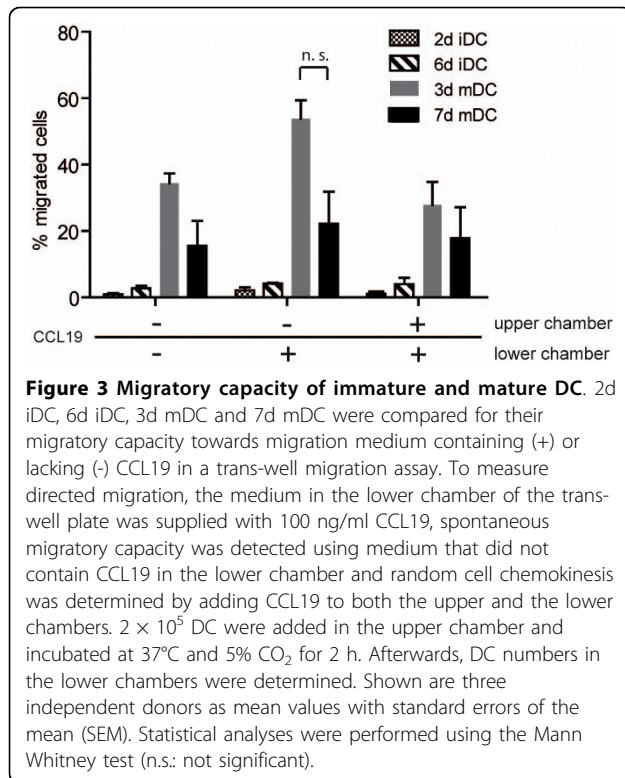 80
60
40
20
0
% migrated cells
n. s.
2d iDC
6d iDC
3d mDC
7d mDC
CCL19
- - + upper chamber
- + + lower chamber
Figure 3 Migratory capacity of immature and mature DC. 2d
iDC, 6d iDC, 3d mDC and 7d mDC were compared for their
migratory capacity towards migration medium containing (+) or
lacking (-) CCL19 in a trans-well migration assay. To measure
directed migration, the medium in the lower chamber of the trans-
well plate was supplied with 100 ng/ml CCL19, spontaneous
migratory capacity was detected using medium that did not
contain CCL19 in the lower chamber and random cell chemokinesis
was determined by adding CCL19 to both the upper and the lower
chambers. 2 × 10⁵ DC were added in the upper chamber and
incubated at 37°C and 5% CO₂ for 2 h. Afterwards, DC numbers in
the lower chambers were determined. Shown are three
independent donors as mean values with standard errors of the
mean (SEM). Statistical analyses were performed using the Mann
Whitney test (n.s.: not significant).